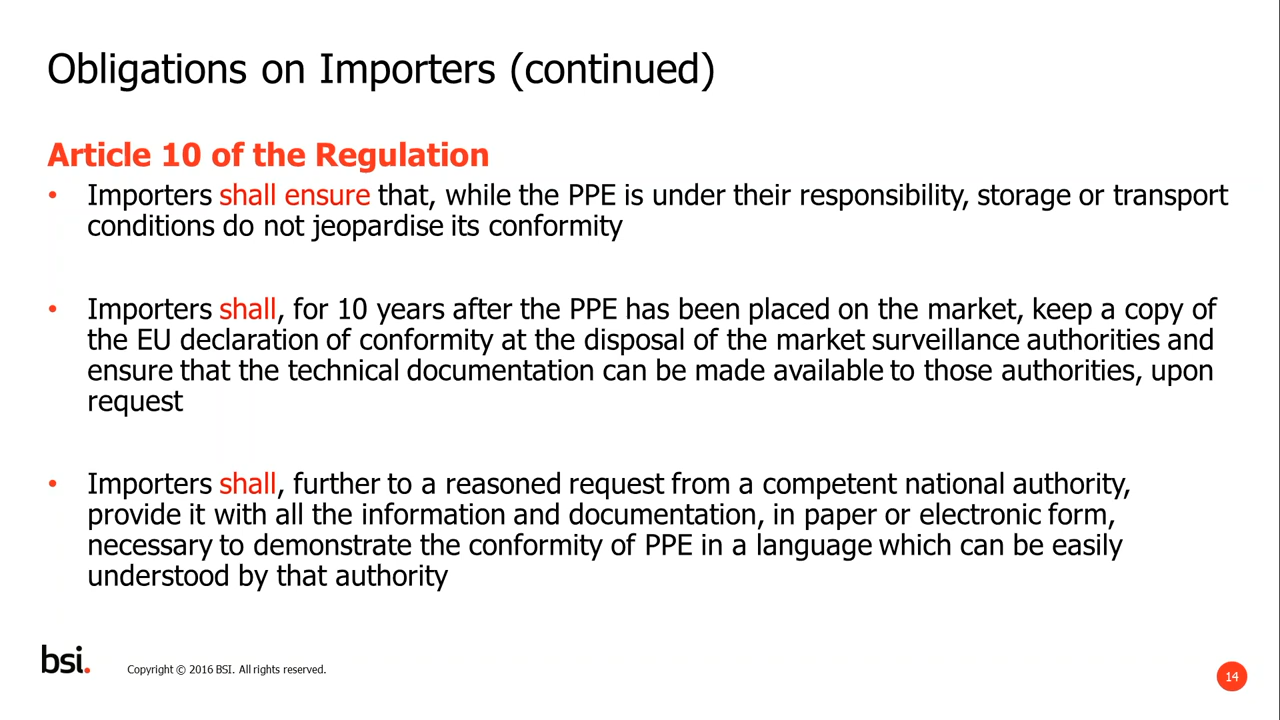 Obligations on Importers (continued)
Article 10 of the Regulation
• Importers shall ensure that, while the PPE is under their responsibility, storage or transport
conditions do not jeopardise its conformity
• Importers shall, for 10 years after the PPE has been placed on the market, keep a copy of
the EU declaration of conformity at the disposal of the market surveillance authorities and
ensure that the technical documentation can be made available to those authorities, upon
request
• Importers shall, further to a reasoned request from a competent national authority,
provide it with all the information and documentation, in paper or electronic form,
necessary to demonstrate the conformity of PPE in a language which can be easily
understood by that authority
bsi.
Copyright © 2016 BSI. All rights reserved.
14